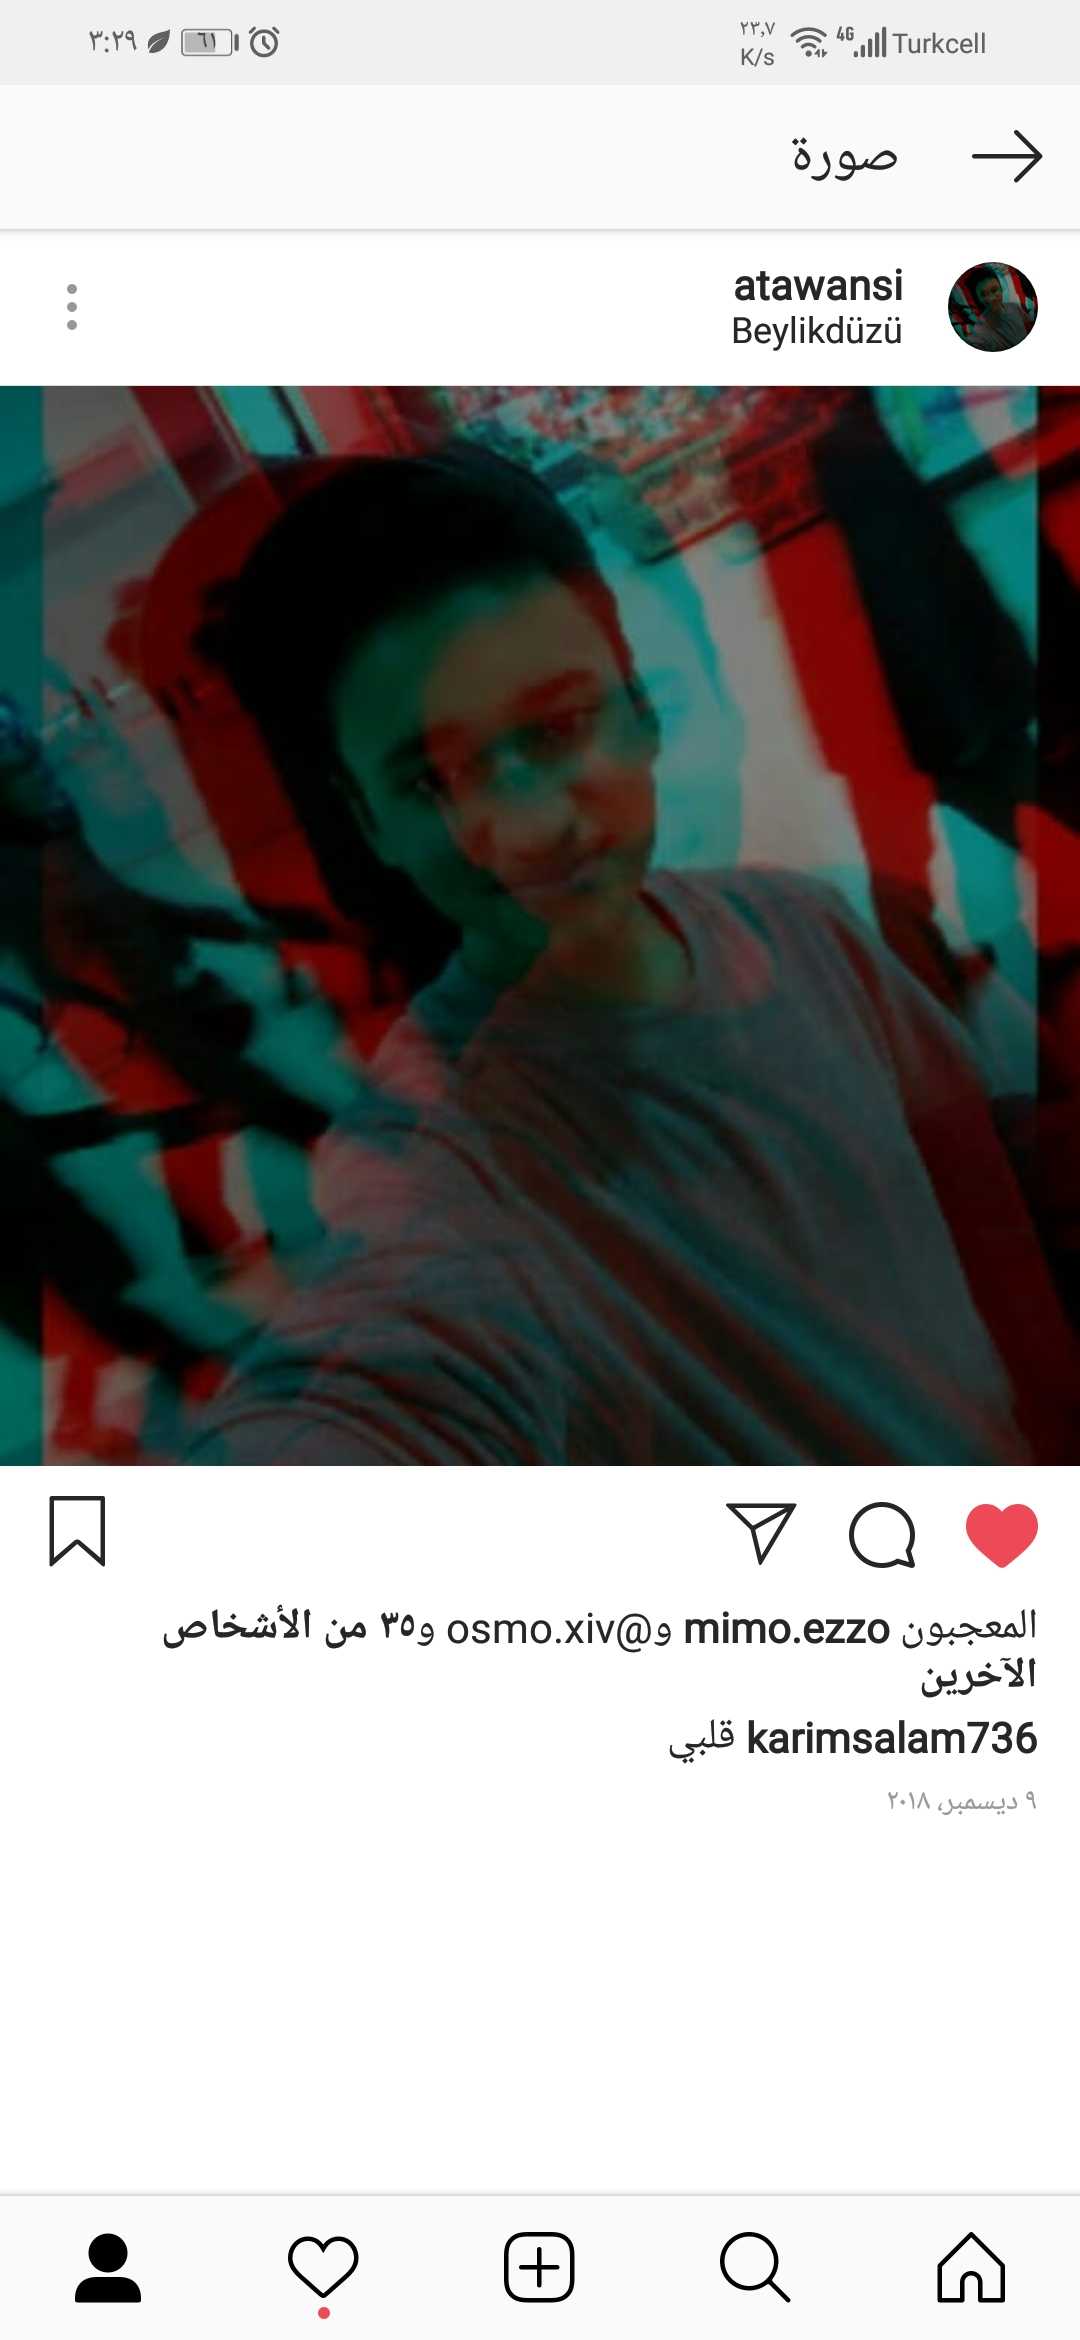 ٣:٢٩ ٦١ ٢٣,٧ K/s 4G Turkcell
صورة
atawansi
Beylikdüzü
المعجبون mimo.ezzo و@osmo.xiv و٣٥ من الأشخاص
الآخرين
karimsalam736 قلبي
٩ ديسمبر، ٢٠١٨